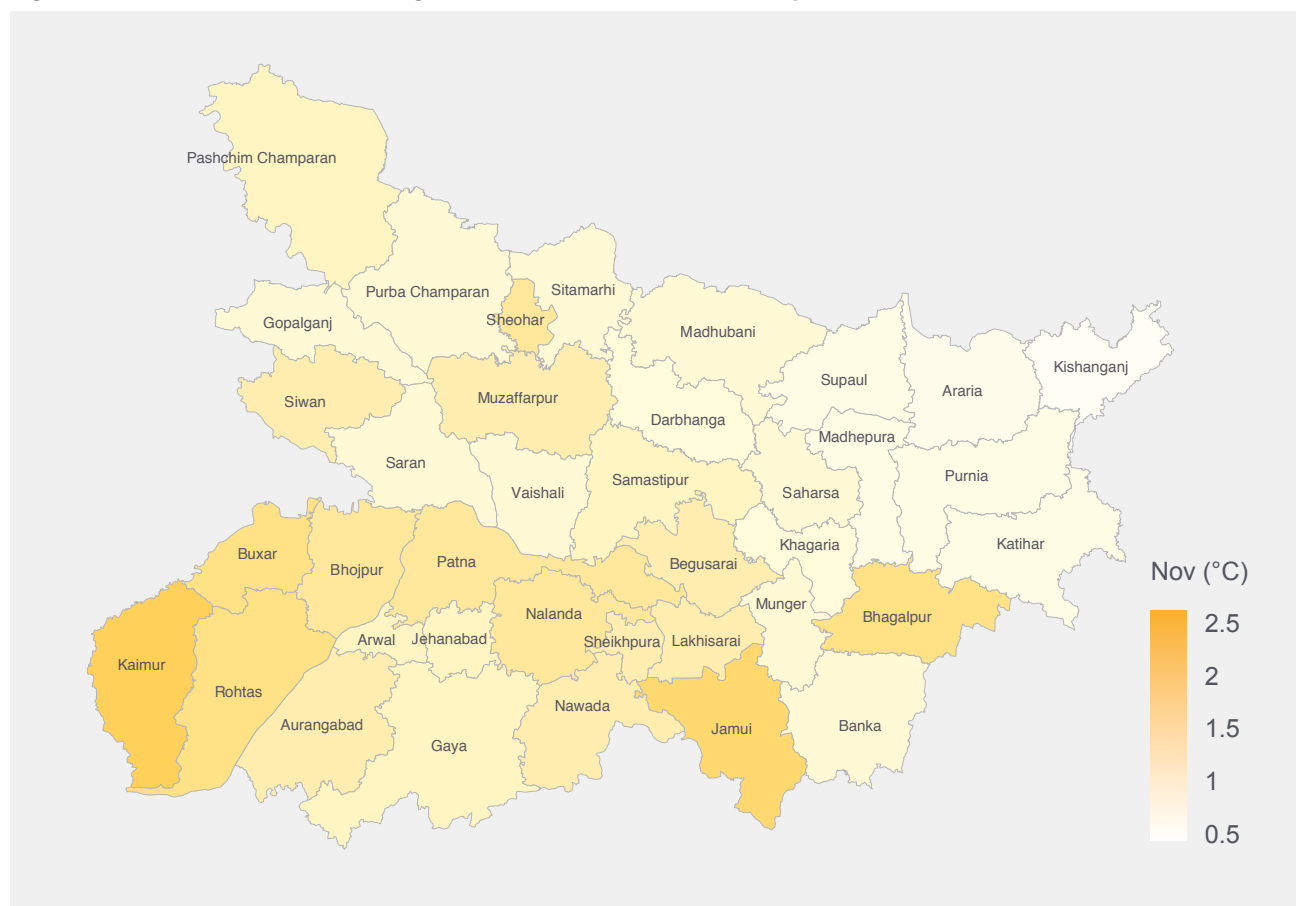 Pashchim Champaran
Purba Champaran
Sitamarhi
Sheohar
Gopalganj
Madhubani
Siwan
Muzaffarpur
Supaul
Araria
Kishanganj
Darbhanga
Madhepura
Saran
Vaishali
Samastipur
Saharsa
Purnia
Khagaria
Katihar
Buxar
Bhojpur
Patna
Begusarai
Nov (°C)
Munger
Bhagalpur
Nalanda
Arwal
Jehanabad
Sheikhpura
Lakhisarai
Kaimur
Rohtas
Aurangabad
Gaya
Nawada
Jamui
Banka
2.5
2
1.5
1
0.5